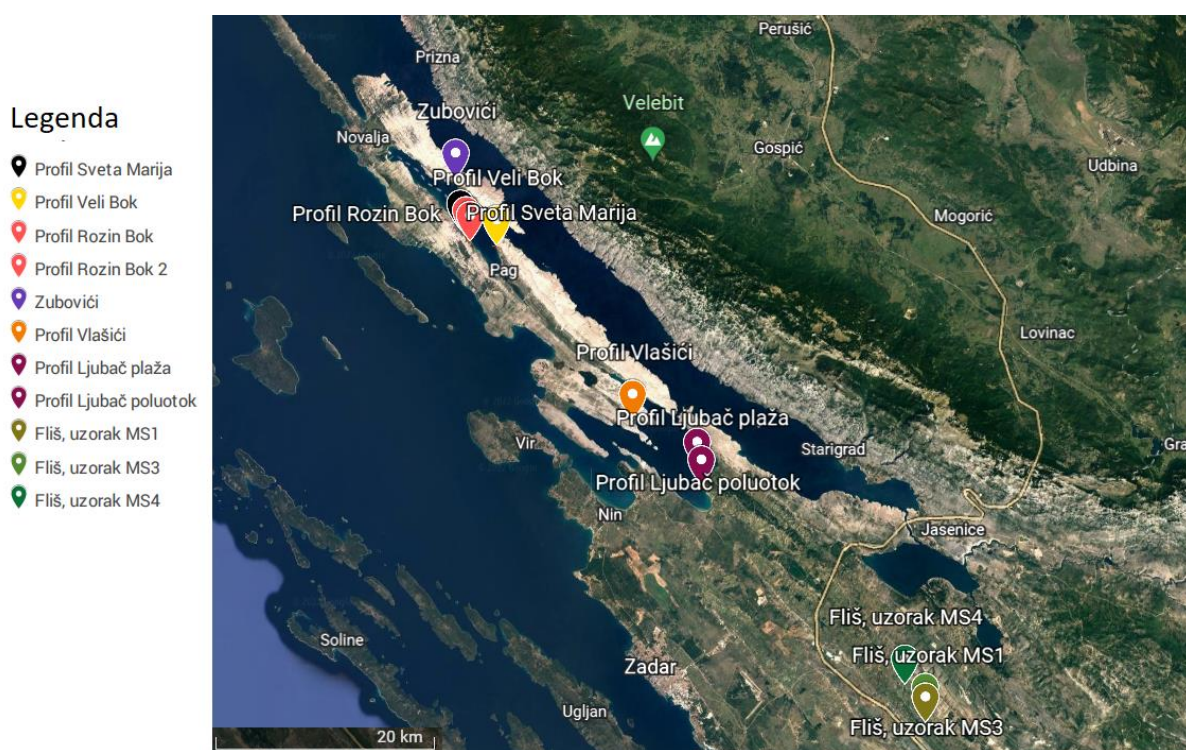 Legenda
Profil Sveta Marija
Profil Veli Bok
Profil Rozin Bok
Profil Rozin Bok 2
Zubovići
Profil Vlašići
Profil Ljubač plaža
Profil Ljubač poluotok
Fliš, uzorak MS1
Fliš, uzorak MS3
Fliš, uzorak MS4
Perušić
Prizna
Velebit
Zubovići
Novalja
Gospić
Udbina
Profil Veli Bok
Profil Rozin Bok
Profil Sveta Marija
Mogorić
Pag
Lovinac
Profil Vlašići
Profil Ljubač plaža
Vir
Starigrad
Gra
Profil Ljubač poluotok
Nin
Jasenice
Fliš, uzorak MS4
Soline
Fliš, uzorak MS1
Zadar
Ugljan
Fliš, uzorak MS3
20 km